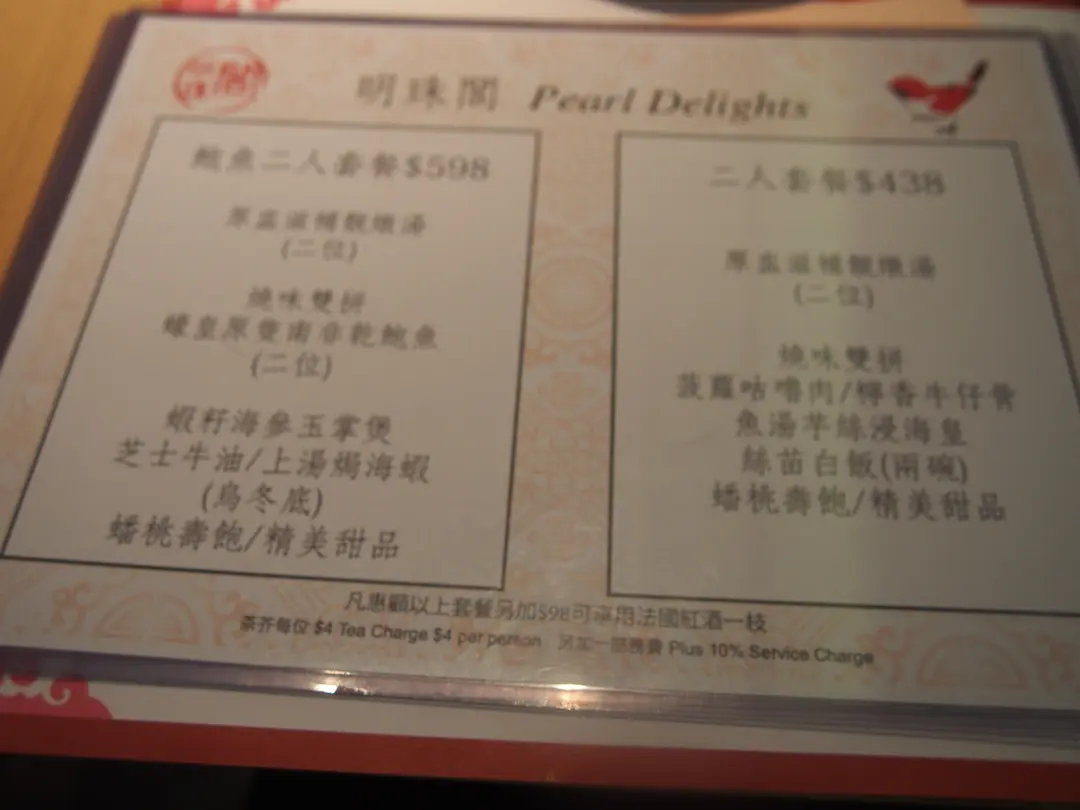 明珠閣 Pearl Delights
鮑魚二人套餐$598
厚盅滋補靚燉湯
(二位)
燒味雙拼
蠔皇原隻南非乾鮑魚
(二位)
蝦籽海參玉掌煲
芝士牛油/上湯焗海蝦
(烏冬底)
蟠桃壽飽/精美甜品
二人套餐$438
厚盅滋補靚燉湯
(二位)
燒味雙拼
菠蘿咕嚕肉/檸香牛仔骨
魚湯芋絲浸海皇
絲苗白飯(兩碗)
蟠桃壽飽/精美甜品
凡惠顧以上套餐另加$98可享用法國紅酒一枝
茶芥每位 $4 Tea Charge $4 per person 另加一服務費 Plus 10% Service Charge